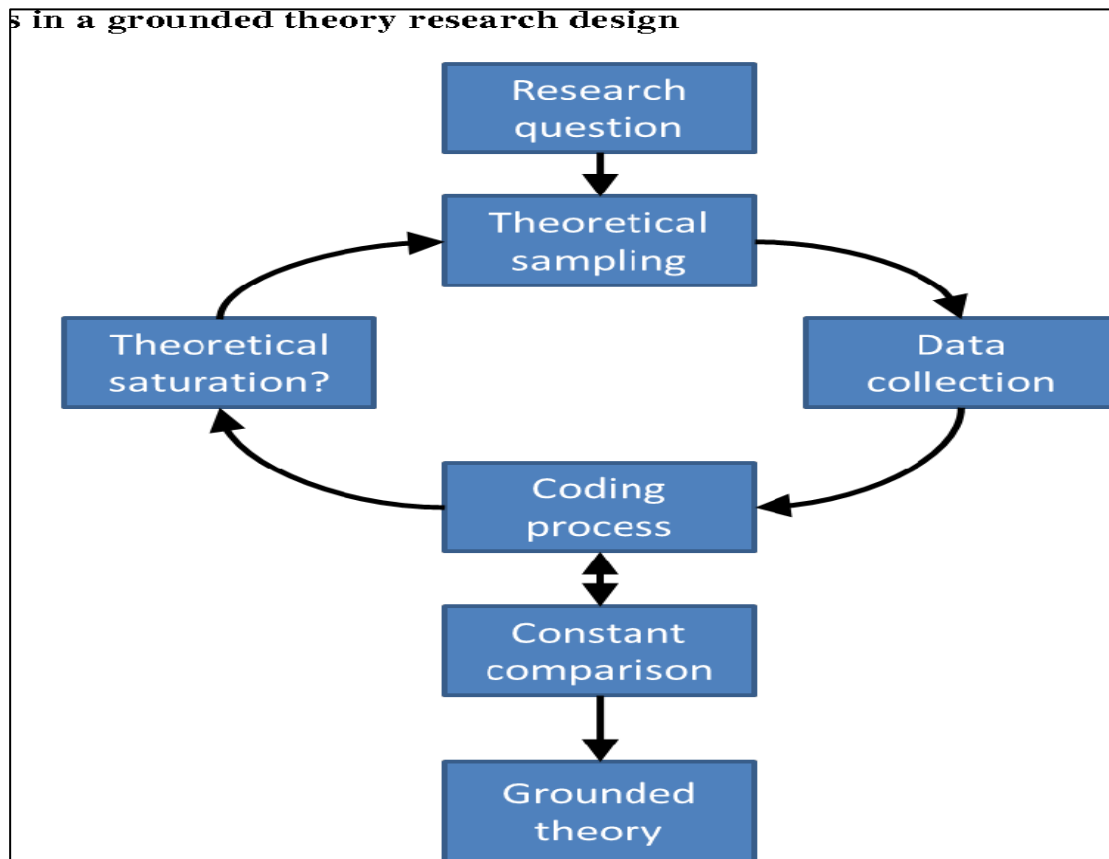 s in a grounded theory research design
Research
question
Theoretical
sampling
Theoretical
saturation?
Data
collection
Coding
process
Constant
comparison
Grounded
theory